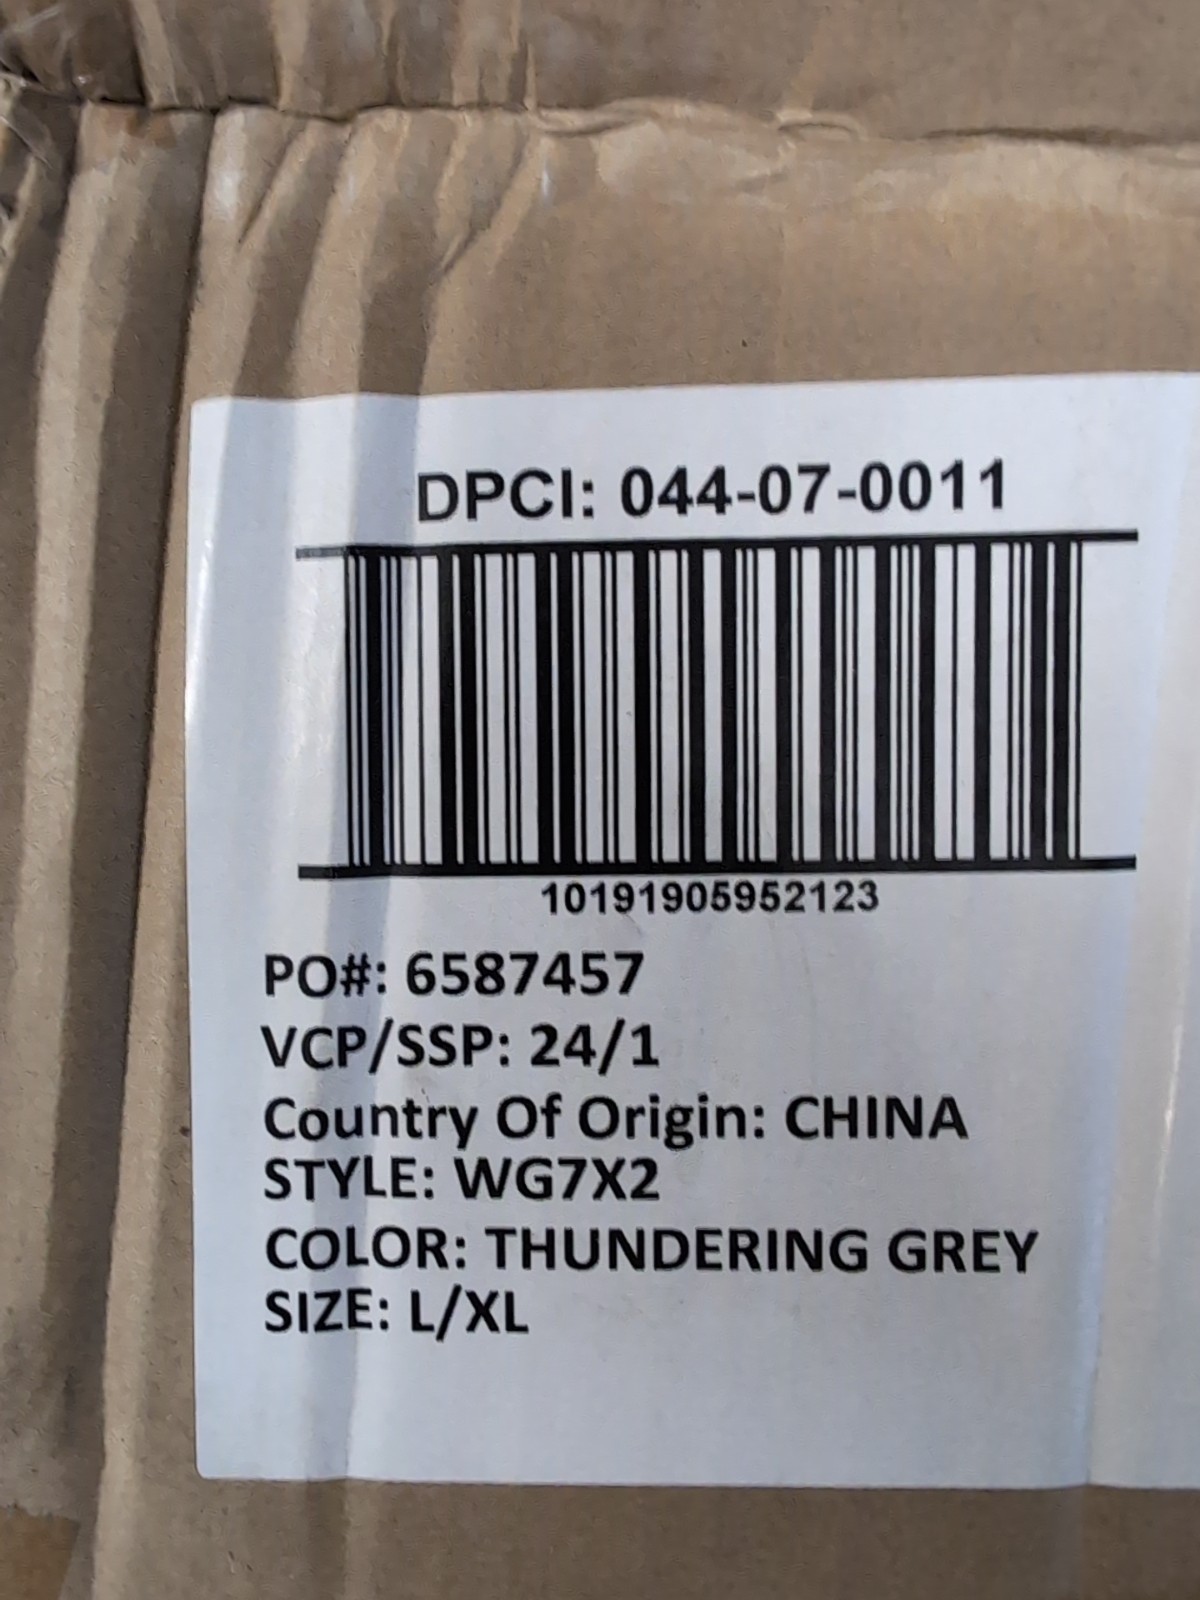 DPCI: 044-07-0011
10191905952123
PO#: 6587457
VCP/SSP: 24/1
Country Of Origin: CHINA
STYLE: WG7X2
COLOR: THUNDERING GREY
SIZE: L/XL